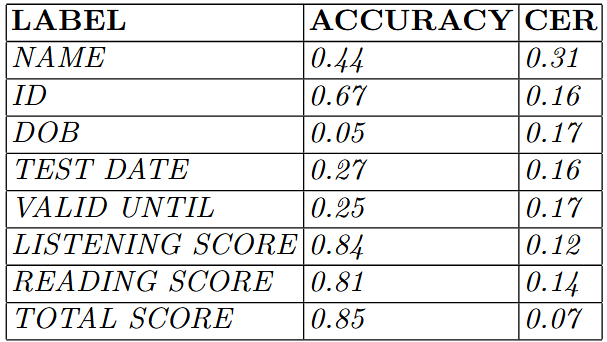 LABEL ACCURACY CER
NAME 0.44 0.31
ID 0.67 0.16
DOB 0.05 0.17
TEST DATE 0.27 0.16
VALID UNTIL 0.25 0.17
LISTENING SCORE 0.84 0.12
READING SCORE 0.81 0.14
TOTAL SCORE 0.85 0.07